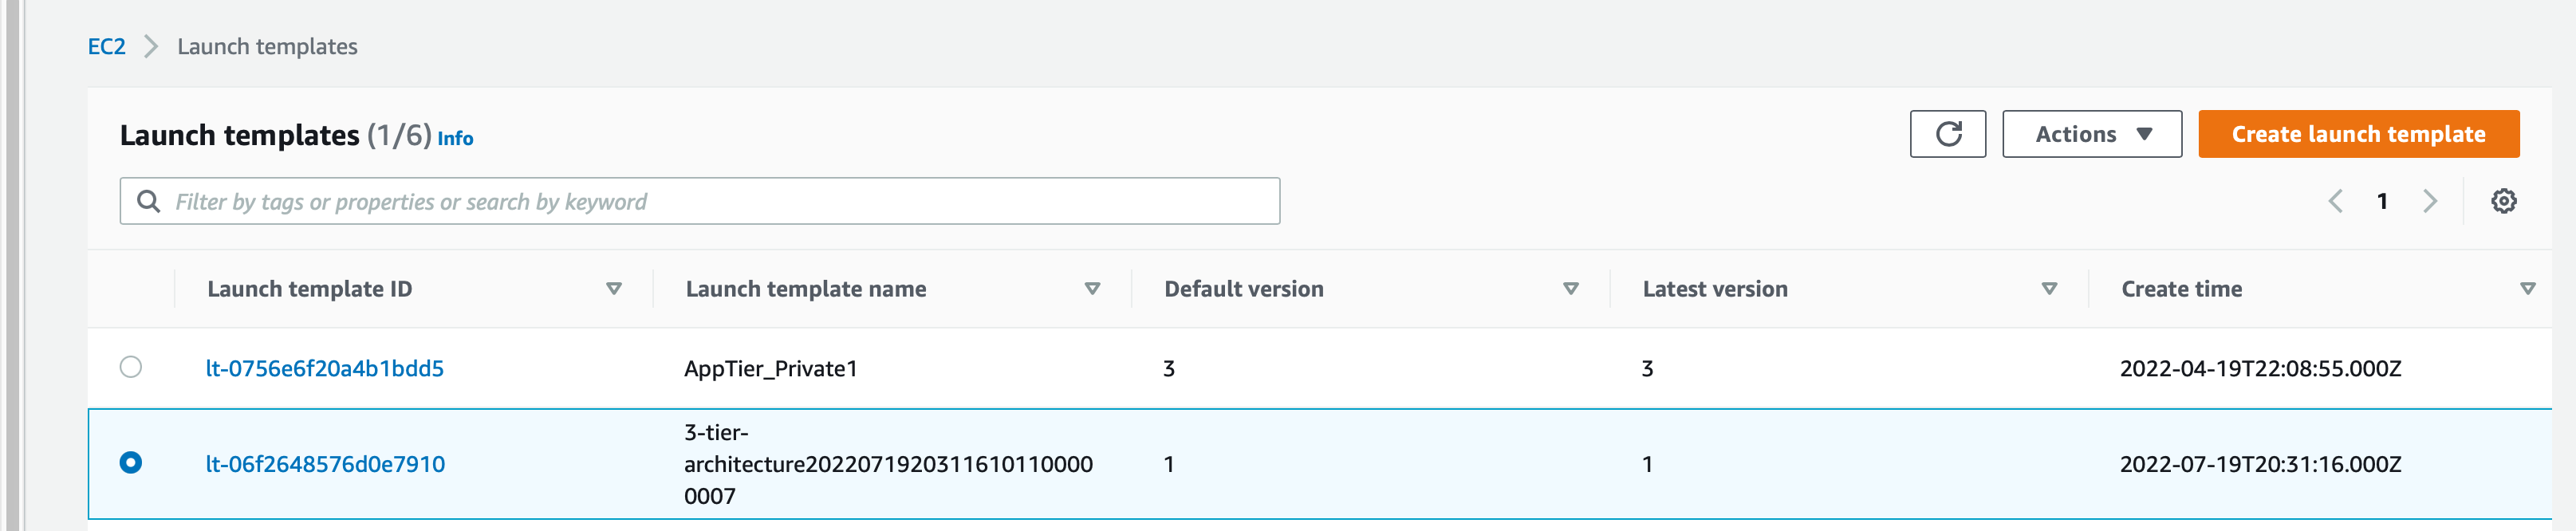 EC2 Launch templates
Launch templates (1/6) Info
Actions
Create launch template
Filter by tags or properties or search by keyword
1
Launch template ID Launch template name Default version Latest version Create time
lt-0756e6f20a4b1bdd5 AppTier_Private1 3 3 2022-04-19T22:08:55.000Z
3-tier-
lt-06f2648576d0e7910 architecture20220719203116101100000 1 1 2022-07-19T20:31:16.000Z
0007